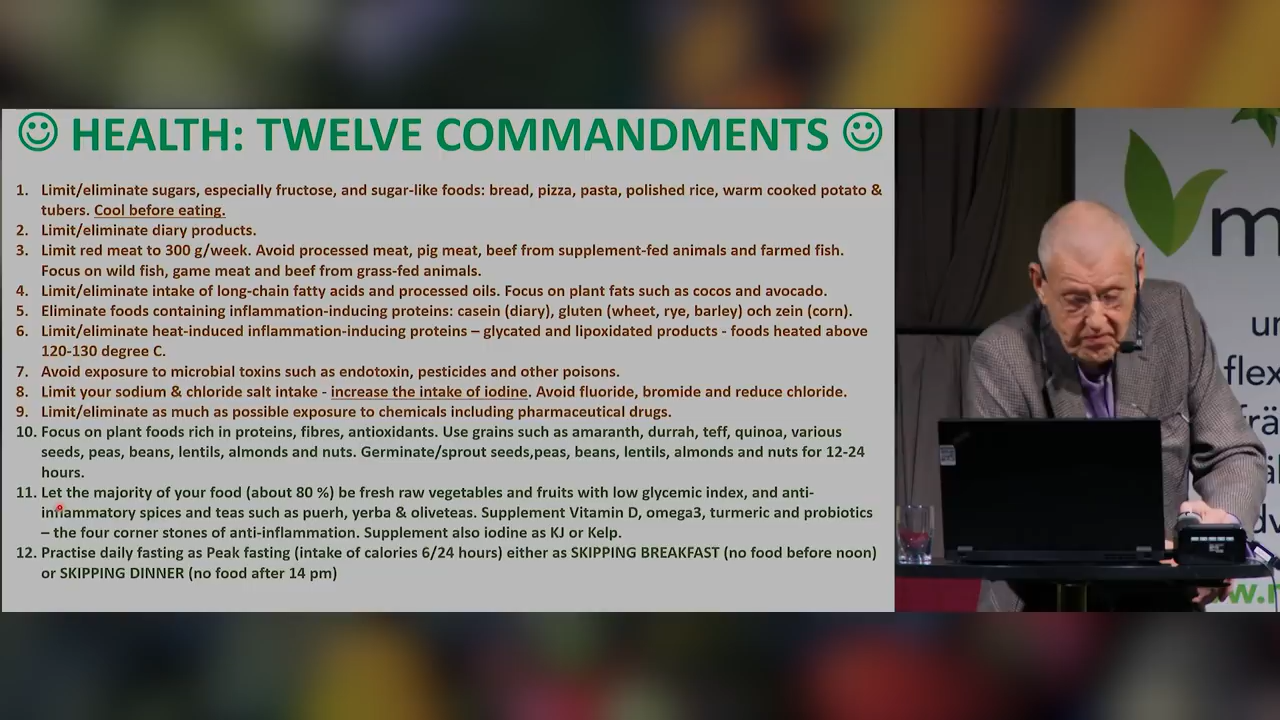 HEALTH: TWELVE COMMANDMENTS
1. Limit/eliminate sugars, especially fructose, and sugar-like foods: bread, pizza, pasta, polished rice, warm cooked potato &
tubers. Cool before eating.
2. Limit/eliminate diary products.
3. Limit red meat to 300 g/week. Avoid processed meat, pig meat, beef from supplement-fed animals and farmed fish.
Focus on wild fish, game meat and beef from grass-fed animals.
4. Limit/eliminate intake of long-chain fatty acids and processed oils. Focus on plant fats such as cocos and avocado.
5. Eliminate foods containing inflammation-inducing proteins: casein (diary), gluten (wheet, rye, barley) och zein (corn).
6. Limit/eliminate heat-induced inflammation-inducing proteins – glycated and lipoxidated products - foods heated above
120-130 degree C.
7. Avoid exposure to microbial toxins such as endotoxin, pesticides and other poisons.
8. Limit your sodium & chloride salt intake - increase the intake of iodine. Avoid fluoride, bromide and reduce chloride.
9. Limit/eliminate as much as possible exposure to chemicals including pharmaceutical drugs.
10. Focus on plant foods rich in proteins, fibres, antioxidants. Use grains such as amaranth, durrah, teff, quinoa, various
seeds, peas, beans, lentils, almonds and nuts. Germinate/sprout seeds,peas, beans, lentils, almonds and nuts for 12-24
hours.
11. Let the majority of your food (about 80 %) be fresh raw vegetables and fruits with low glycemic index, and anti-
inflammatory spices and teas such as puerh, yerba & oliveteas. Supplement Vitamin D, omega3, turmeric and probiotics
– the four corner stones of anti-inflammation. Supplement also iodine as KJ or Kelp.
12. Practise daily fasting as Peak fasting (intake of calories 6/24 hours) either as SKIPPING BREAKFAST (no food before noon)
or SKIPPING DINNER (no food after 14 pm)
m
flex